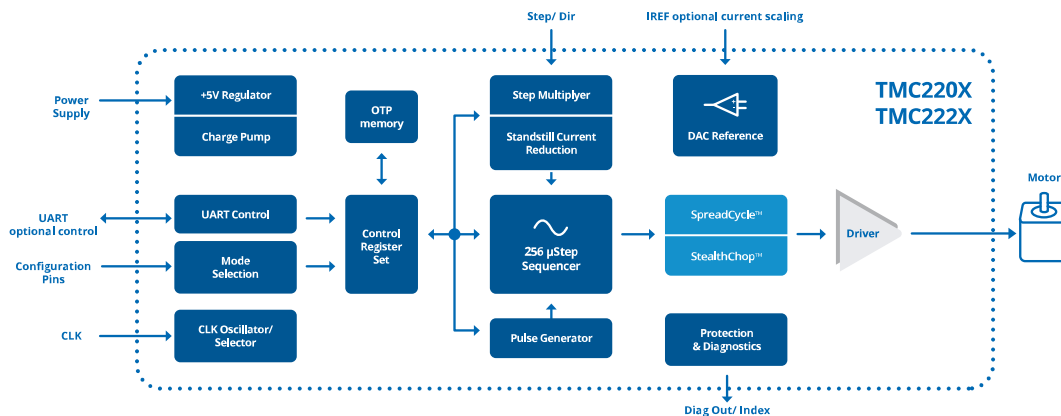 Step/ Dir
IREF optional current scaling
TMC220X
TMC222X
Power
Supply
+5V Regulator
Charge Pump
OTP
memory
Step Multiplyer
Standstill Current
Reduction
DAC Reference
Motor
UART
optional control
UART Control
Control
Register
Set
256 µStep
Sequencer
SpreadCycle™
StealthChop™
Driver
Configuration
Pins
Mode
Selection
CLK
CLK Oscillator/
Selector
Pulse Generator
Protection
& Diagnostics
Diag Out/ Index